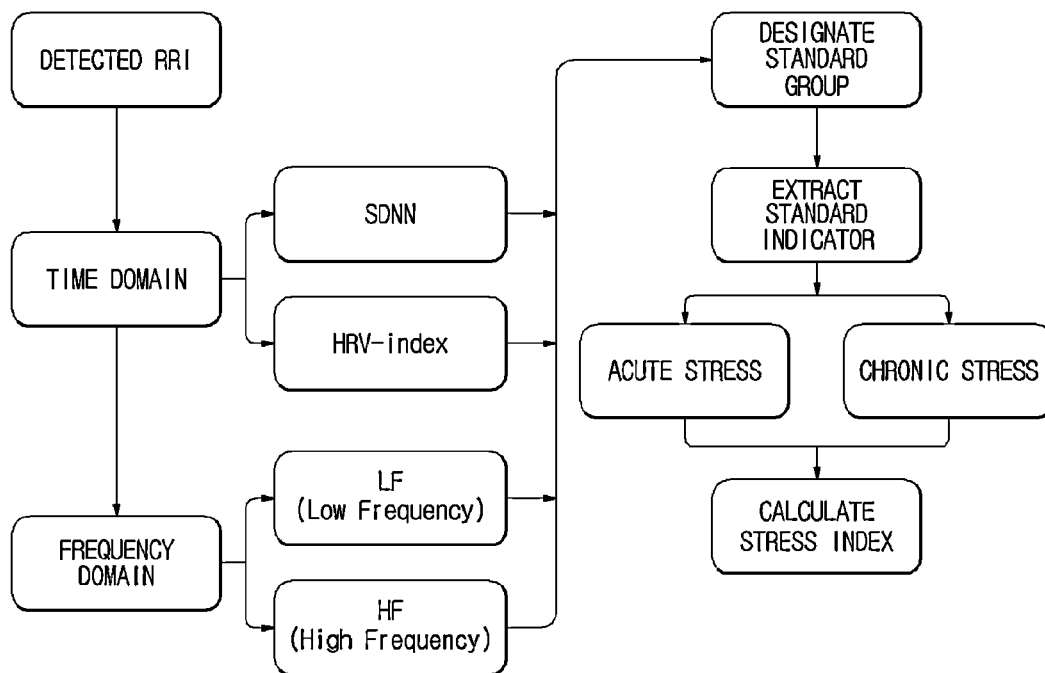 DETECTED RRI
TIME DOMAIN
FREQUENCY
DOMAIN
SDNN
HRV-index
LF
(Low Frequency)
HF
(High Frequency)
DESIGNATE
STANDARD
GROUP
EXTRACT
STANDARD
INDICATOR
ACUTE STRESS
CHRONIC STRESS
CALCULATE
STRESS INDEX